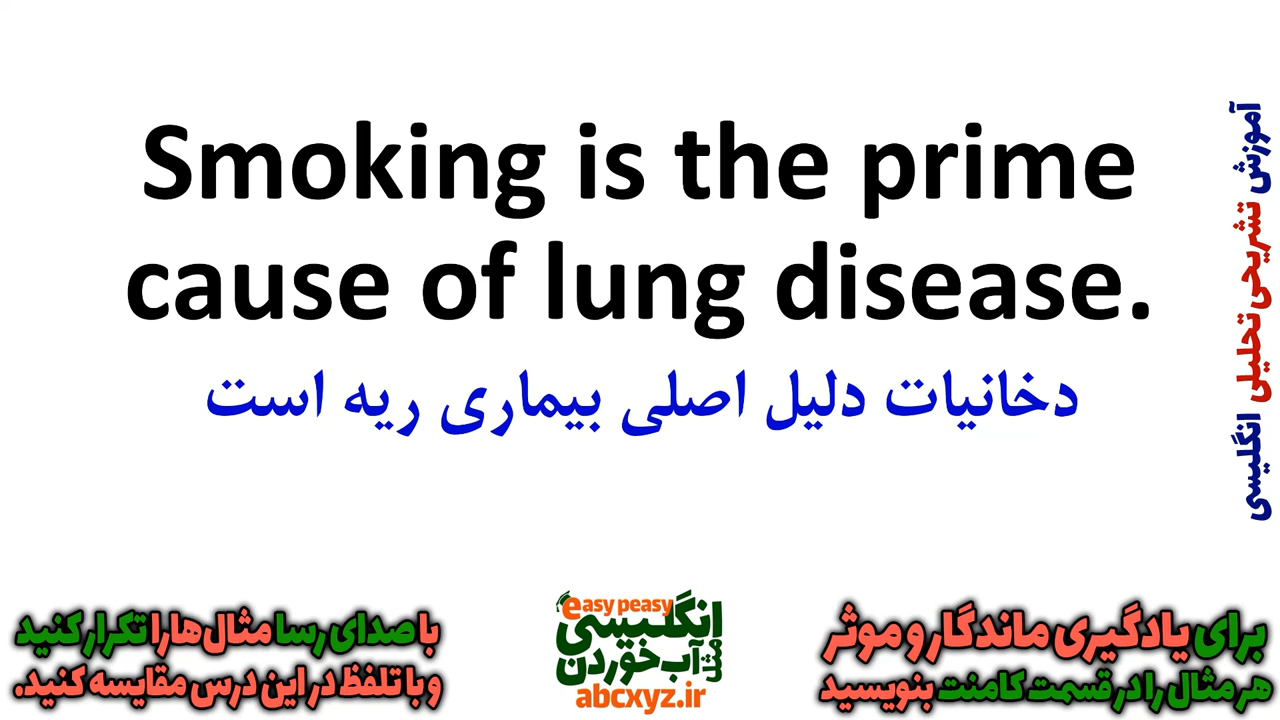 Smoking is the prime
cause of lung disease.
دخانیات دلیل اصلی بیماری ریه است
آموزش تشریحی تحلیلی انگلیسی
برای یادگیری ماندگار و موثر
هر مثال را در قسمت کامنت بنویسید
easy peasy
انگلیسی
مثل آب خوردن
abcxyz.ir
با صدای رسا مثال‌ها را تکرار کنید
و با تلفظ در این درس مقایسه کنید.